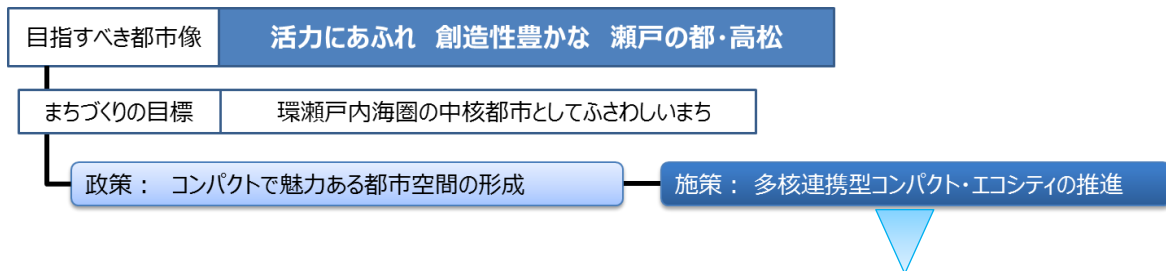 目指すべき都市像 活力にあふれ 創造性豊かな 瀬戸の都・高松
まちづくりの目標 環瀬戸内海圏の中核都市としてふさわしいまち
政策： コンパクトで魅力ある都市空間の形成 施策： 多核連携型コンパクト・エコシティの推進